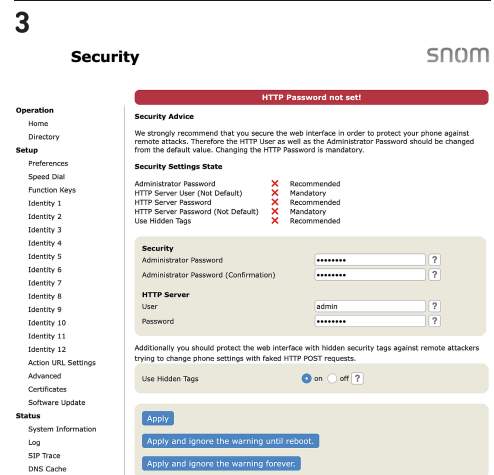 3
Security
snom
HTTP Password not set!
Operation
Home
Directory
Setup
Preferences
Speed Dial
Function Keys
Identity 1
Identity 2
Identity 3
Identity 4
Identity 5
Identity 6
Identity 7
Identity 8
Identity 9
Identity 10
Identity 11
Identity 12
Action URL Settings
Advanced
Certificates
Software Update
Status
System Information
Log
SIP Trace
DNS Cache
Security Advice
We strongly recommend that you secure the web interface in order to protect your phone against
remote attacks. Therefore the HTTP User as well as the Administrator Password should be changed
from the default value. Changing the HTTP Password is mandatory.
Security Settings State
Administrator Password Recommended
HTTP Server User (Not Default) Mandatory
HTTP Server Password Recommended
HTTP Server Password (Not Default) Mandatory
Use Hidden Tags Recommended
Security
Administrator Password •••••••• ?
Administrator Password (Confirmation) •••••••• ?
HTTP Server
User admin ?
Password •••••••• ?
Additionally you should protect the web interface with hidden security tags against remote attackers
trying to change phone settings with faked HTTP POST requests.
Use Hidden Tags on off ?
Apply
Apply and ignore the warning until reboot.
Apply and ignore the warning forever.